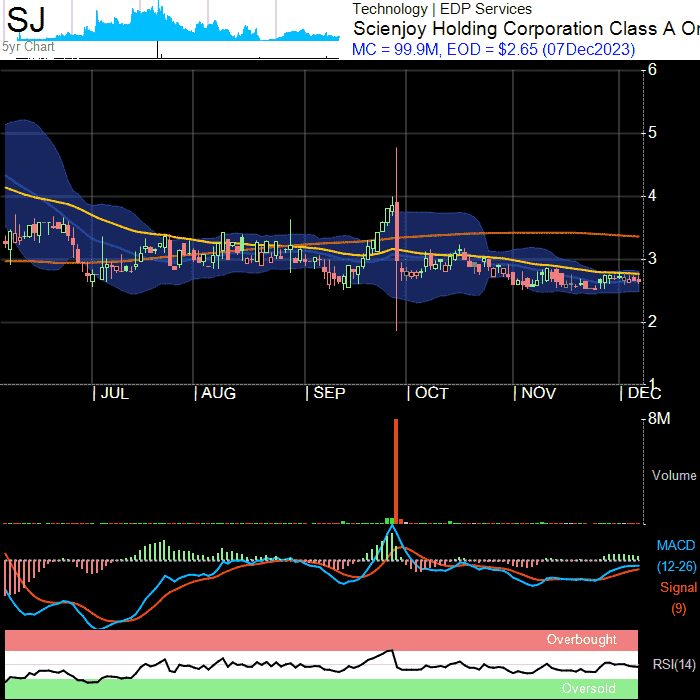 SJ
5yr Chart
Technology | EDP Services
Scienjoy Holding Corporation Class A Or
MC = 99.9M, EOD = $2.65 (07Dec2023)
6
5
4
3
2
1
| JUL | AUG | SEP | OCT | NOV | DEC
8M
Volume
MACD
(12-26)
Signal
(9)
Overbought
RSI(14)
Oversold